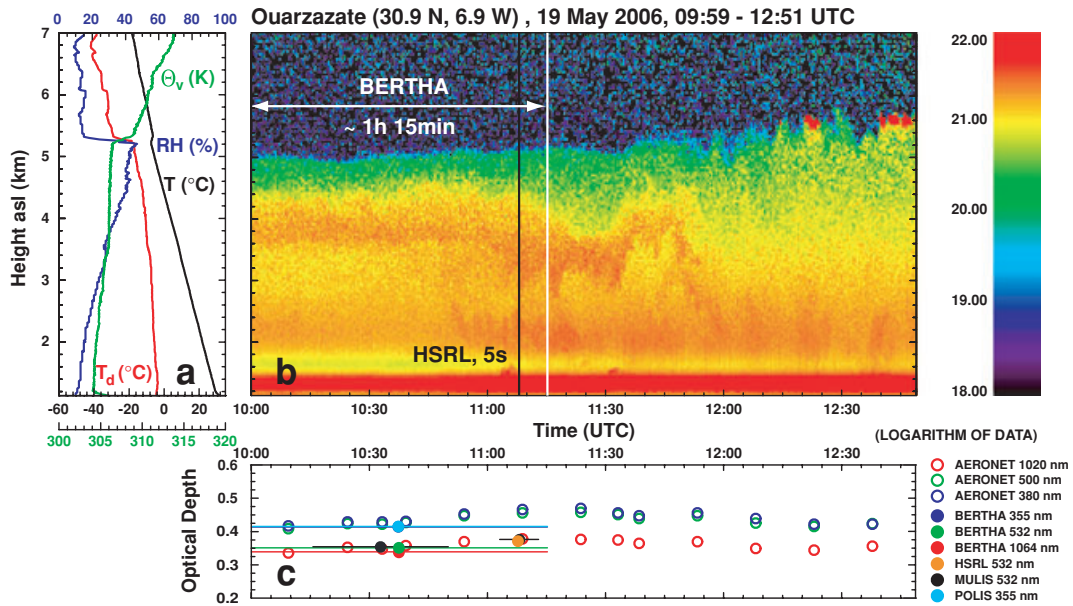 Ouarzazate (30.9 N, 6.9 W) , 19 May 2006, 09:59 - 12:51 UTC
0 20 40 60 80 100
7
6
5
4
3
2
Height asl (km)
Θv (K)
RH (%)
T (°C)
Td (°C)
a
-60 -40 -20 0 20
300 305 310 315 320
BERTHA
~ 1h 15min
HSRL, 5s
b
10:00 10:30 11:00 11:30 12:00 12:30
Time (UTC)
22.00
21.00
20.00
19.00
18.00
(LOGARITHM OF DATA)
10:00 10:30 11:00 11:30 12:00 12:30
0.6
0.5
0.4
0.3
0.2
Optical Depth
c
AERONET 1020 nm
AERONET 500 nm
AERONET 380 nm
BERTHA 355 nm
BERTHA 532 nm
BERTHA 1064 nm
HSRL 532 nm
MULIS 532 nm
POLIS 355 nm